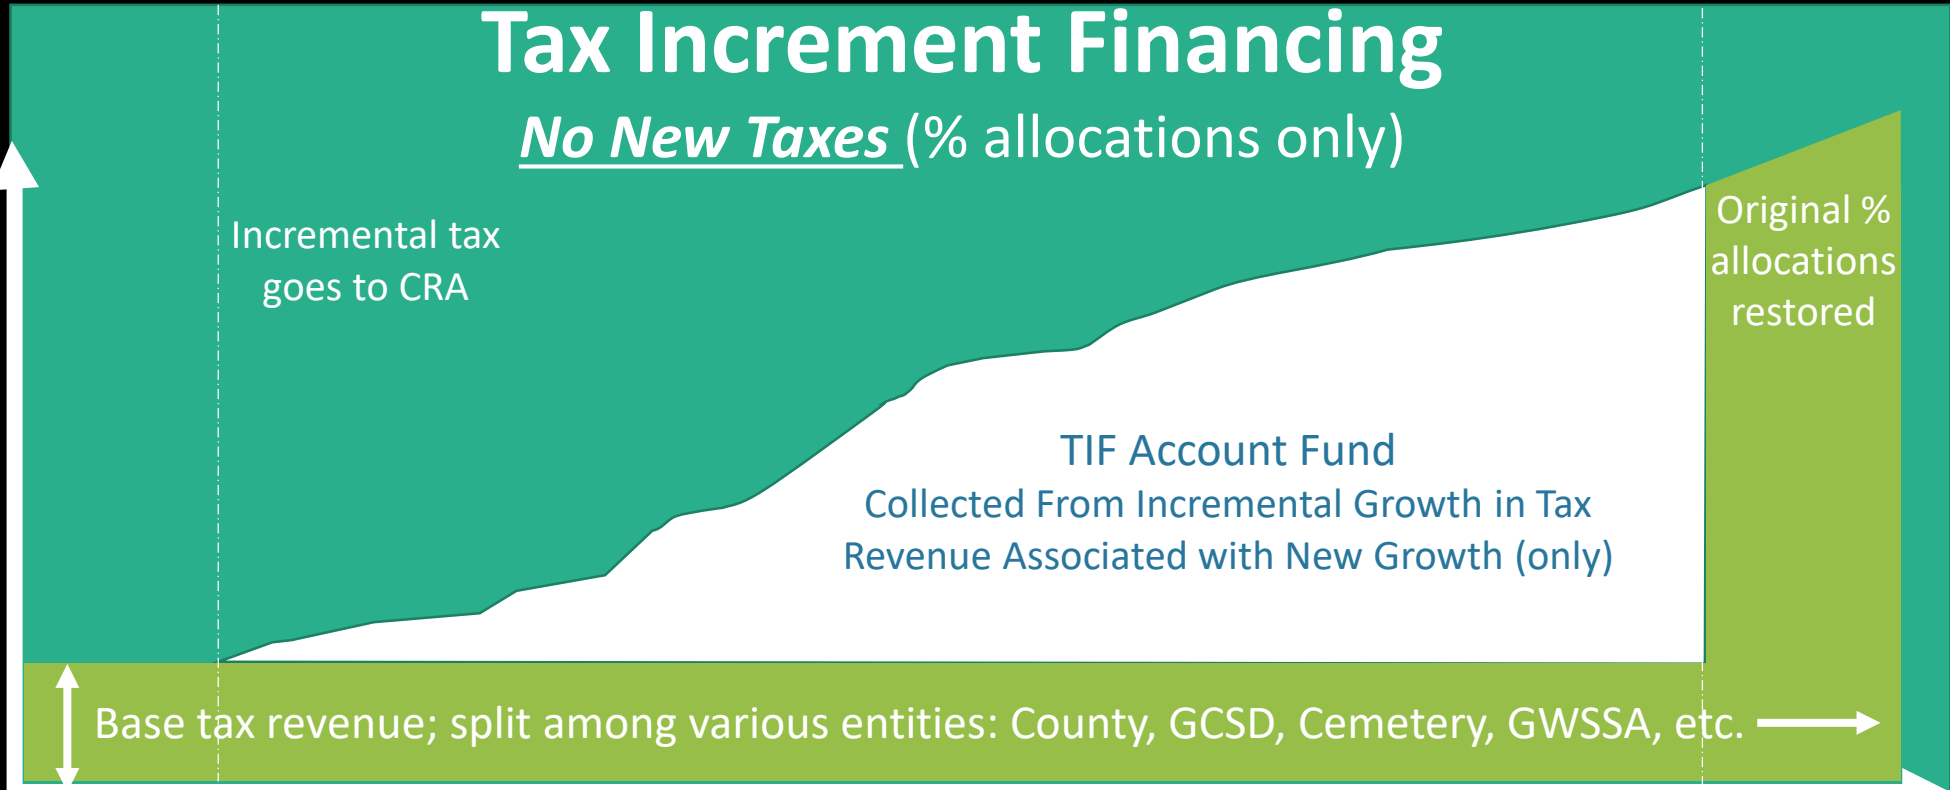 Tax Increment Financing
No New Taxes (% allocations only)
Incremental tax
goes to CRA
Original %
allocations
restored
TIF Account Fund
Collected From Incremental Growth in Tax
Revenue Associated with New Growth (only)
Base tax revenue; split among various entities: County, GCSD, Cemetery, GWSSA, etc.